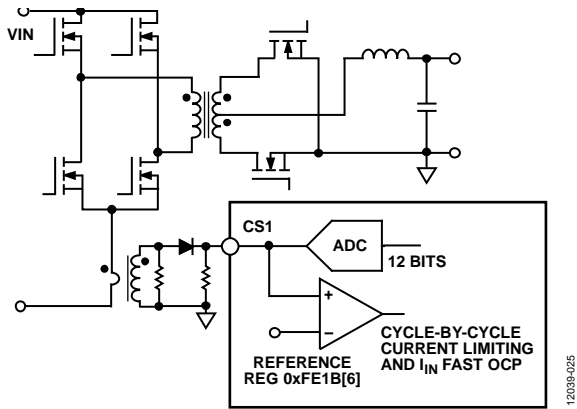 VIN
CS1
ADC
12 BITS
+
–
CYCLE-BY-CYCLE
CURRENT LIMITING
AND IIN FAST OCP
REFERENCE
REG 0xFE1B[6]
12039-025